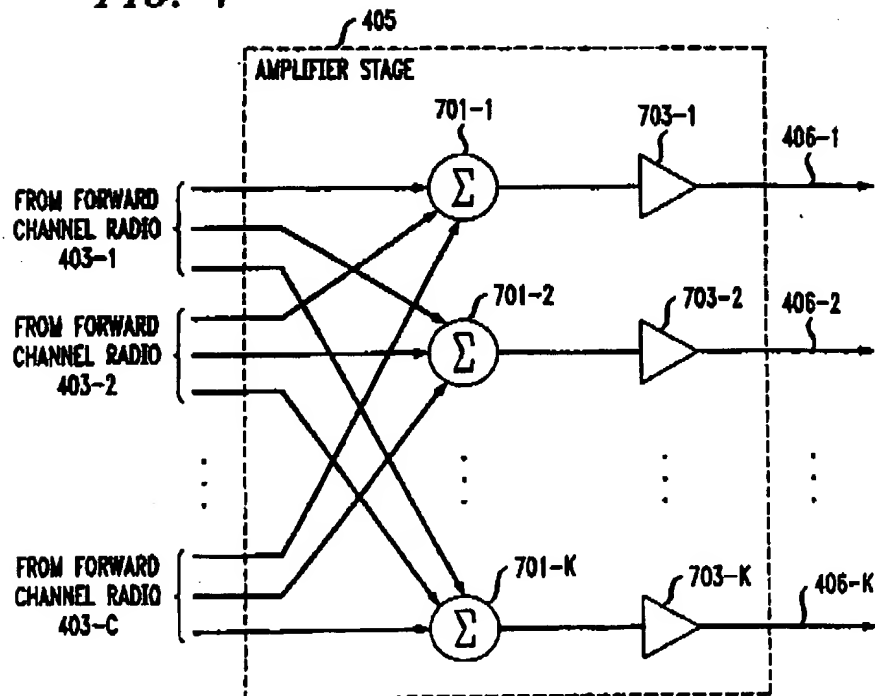 405
AMPLIFIER STAGE
701-1
703-1
406-1
Σ
FROM FORWARD
CHANNEL RADIO
403-1
701-2
703-2
406-2
Σ
FROM FORWARD
CHANNEL RADIO
403-2
FROM FORWARD
CHANNEL RADIO
403-C
701-K
703-K
406-K
Σ